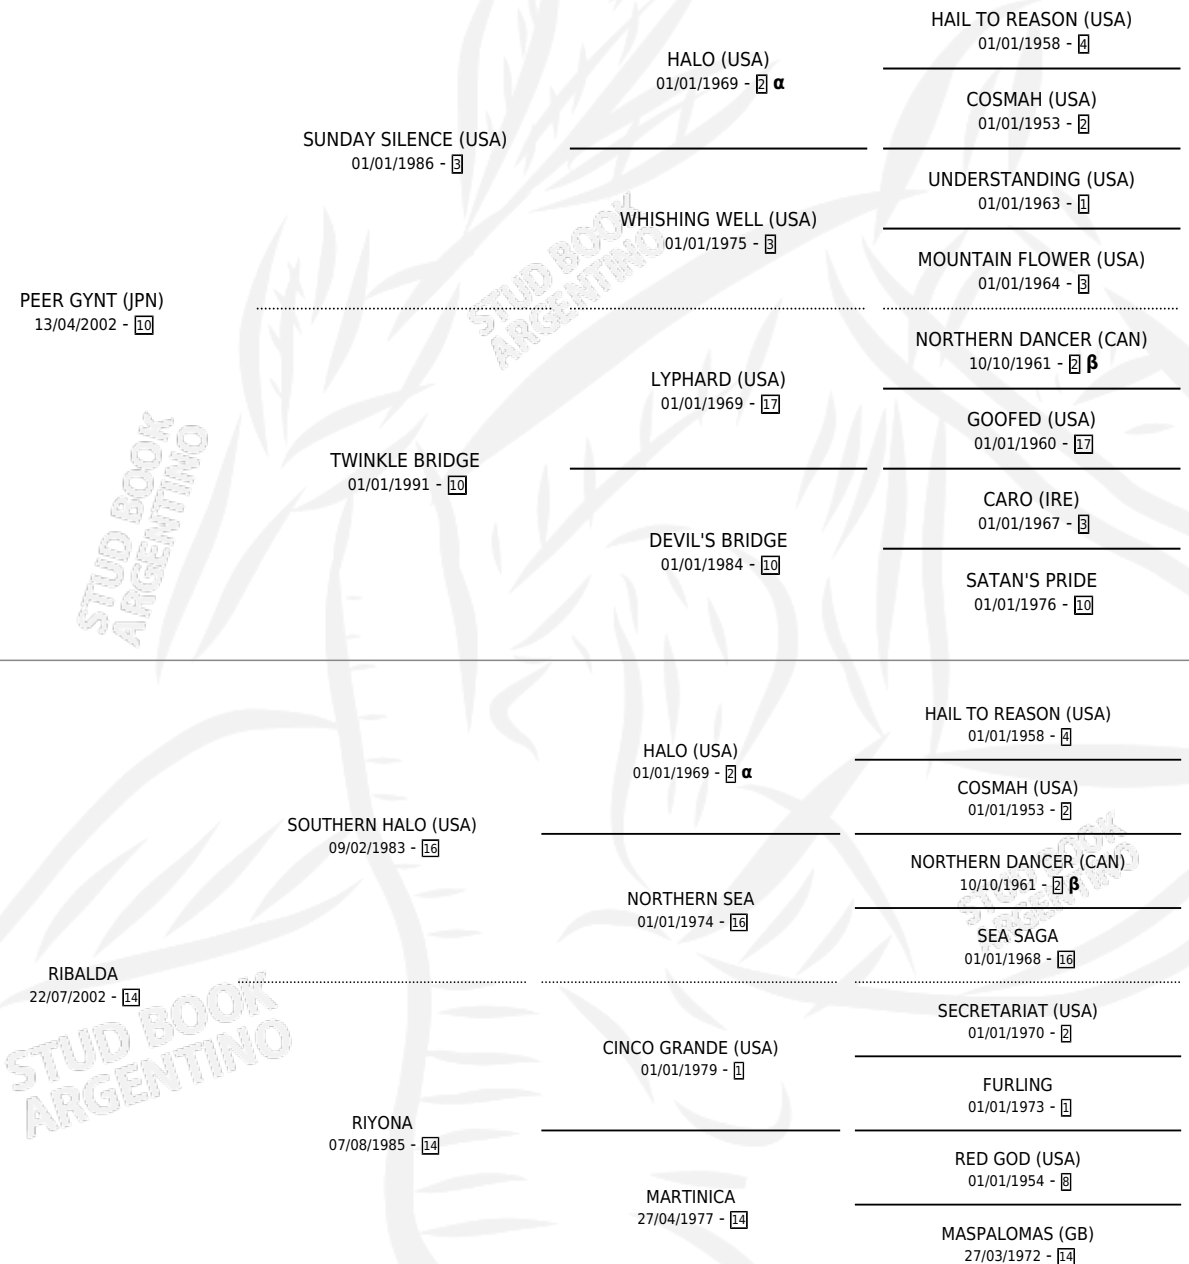 HAIL TO REASON (USA)
01/01/1958 - 4
HALO (USA)
01/01/1969 - 2 α
COSMAH (USA)
01/01/1953 - 2
SUNDAY SILENCE (USA)
01/01/1986 - 3
UNDERSTANDING (USA)
01/01/1963 - 1
WHISHING WELL (USA)
01/01/1975 - 3
MOUNTAIN FLOWER (USA)
01/01/1964 - 3
STUD BOOK
ARGENTINO
PEER GYNT (JPN)
13/04/2002 - 10
NORTHERN DANCER (CAN)
10/10/1961 - 2 β
LYPHARD (USA)
01/01/1969 - 17
GOOFED (USA)
01/01/1960 - 17
TWINKLE BRIDGE
01/01/1991 - 10
CARO (IRE)
01/01/1967 - 3
DEVIL'S BRIDGE
01/01/1984 - 10
SATAN'S PRIDE
01/01/1976 - 10
STUD BOOK
ARGENTINO
HAIL TO REASON (USA)
01/01/1958 - 4
HALO (USA)
01/01/1969 - 2 α
COSMAH (USA)
01/01/1953 - 2
SOUTHERN HALO (USA)
09/02/1983 - 16
NORTHERN DANCER (CAN)
10/10/1961 - 2 β
NORTHERN SEA
01/01/1974 - 16
SEA SAGA
01/01/1968 - 16
STUD BOOK
ARGENTINO
RIBALDA
22/07/2002 - 14
STUD BOOK
ARGENTINO
SECRETARIAT (USA)
01/01/1970 - 2
CINCO GRANDE (USA)
01/01/1979 - 1
FURLING
01/01/1973 - 1
RIYONA
07/08/1985 - 14
RED GOD (USA)
01/01/1954 - 8
MARTINICA
27/04/1977 - 14
MASPALOMAS (GB)
27/03/1972 - 14